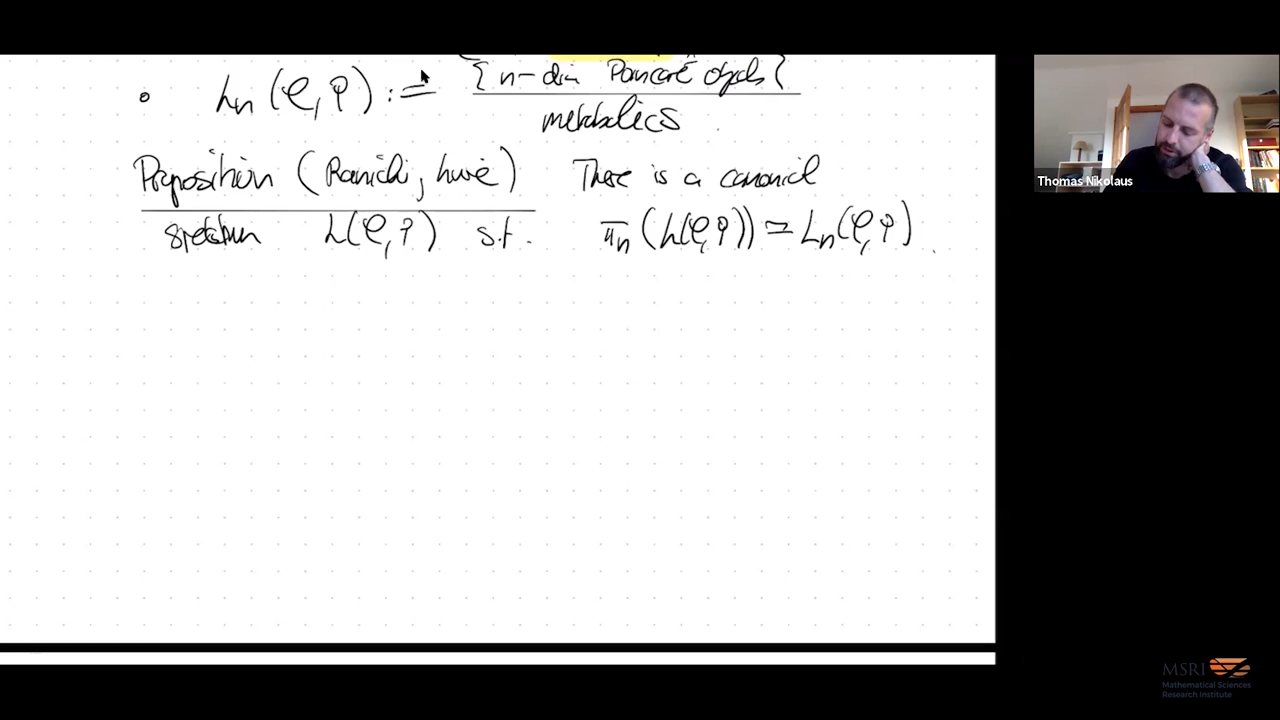 { n-dim Poincaré objects }
• Ln (C, Ϙ) := metabolics
Proposition (Ranicki, Lurie) There is a canonical
spectrum L(C, Ϙ) s.t. πn (L(C, Ϙ)) ≃ Ln(C, Ϙ).
Thomas Nikolaus
MSRI
Mathematical Sciences
Research Institute